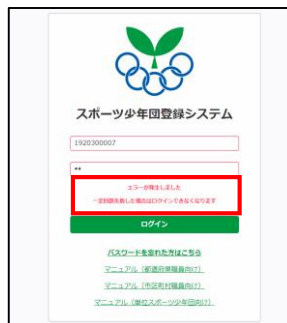 スポーツ少年団登録システム
1920300007
••
エラーが発生しました
一定回数失敗した場合はログインできなくなります
ログイン
パスワードを忘れた方はこちら
マニュアル（都道府県職員向け）
マニュアル（市区町村職員向け）
マニュアル（単位スポーツ少年団向け）